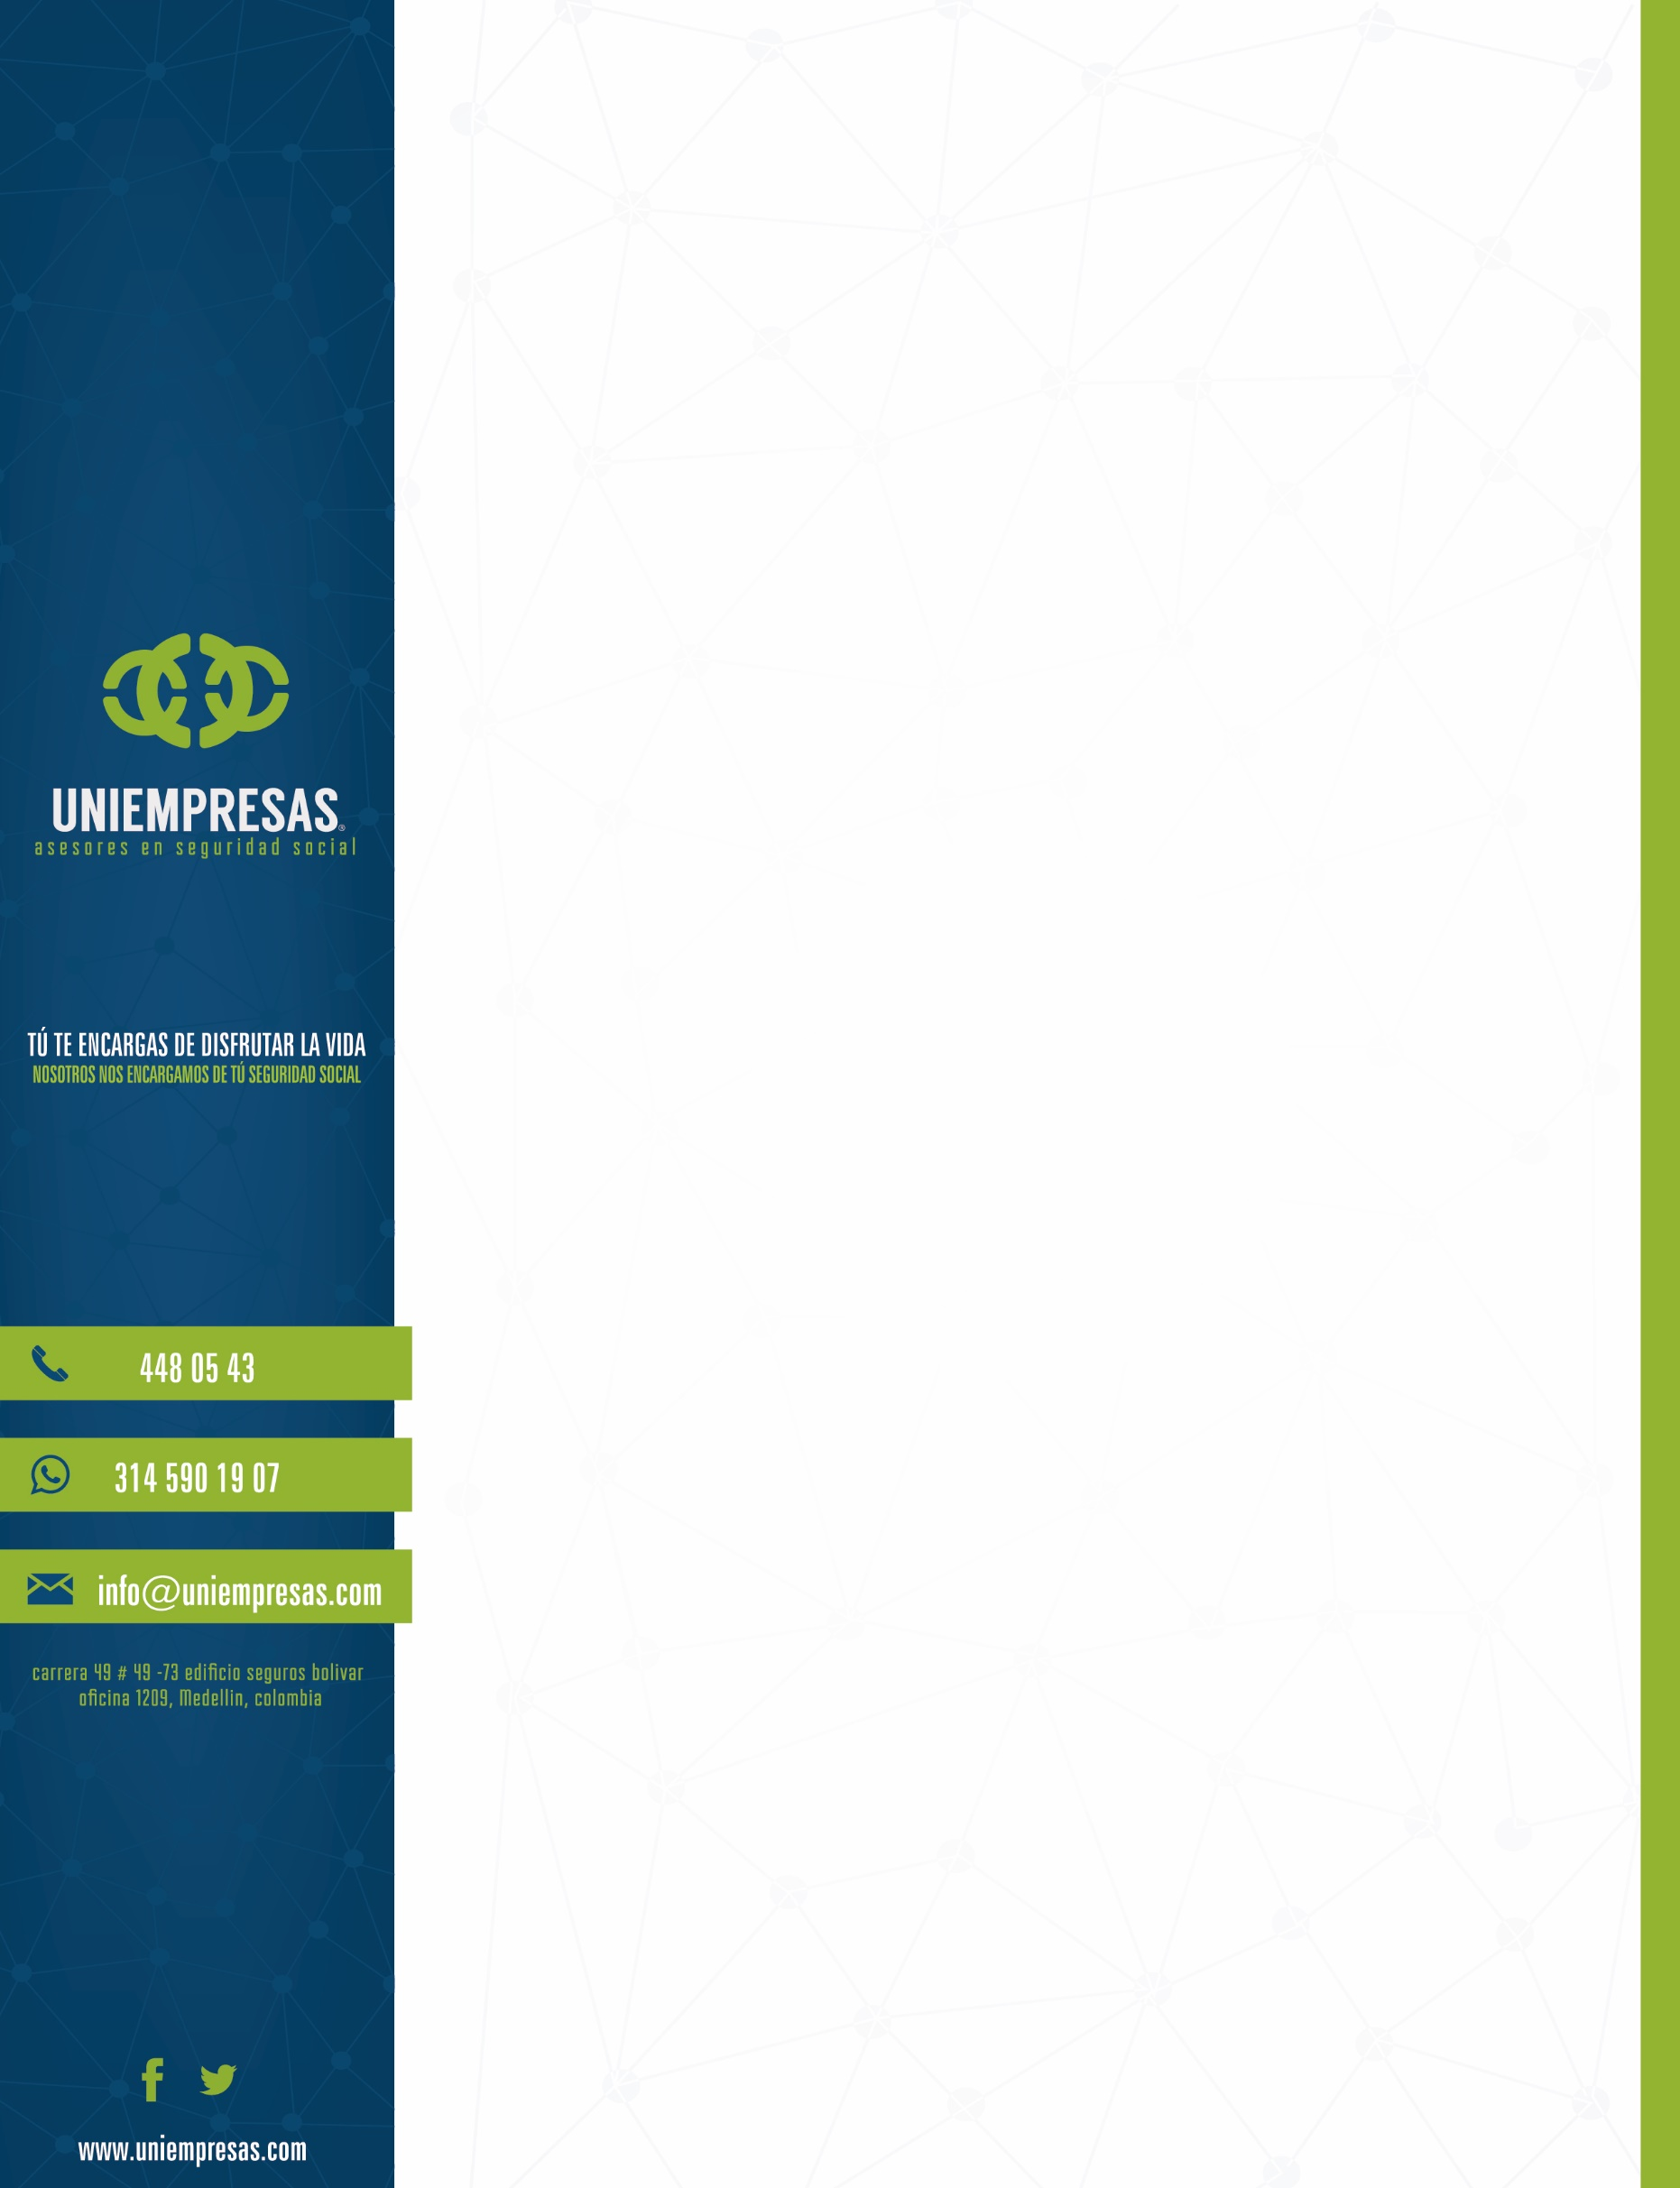 UNIEMPRESAS®
asesores en seguridad social
TÚ TE ENCARGAS DE DISFRUTAR LA VIDA
NOSOTROS NOS ENCARGAMOS DE TÚ SEGURIDAD SOCIAL
448 05 43
314 590 19 07
info@uniempresas.com
carrera 49 # 49 -73 edificio seguros bolivar
oficina 1209, Medellin, colombia
www.uniempresas.com